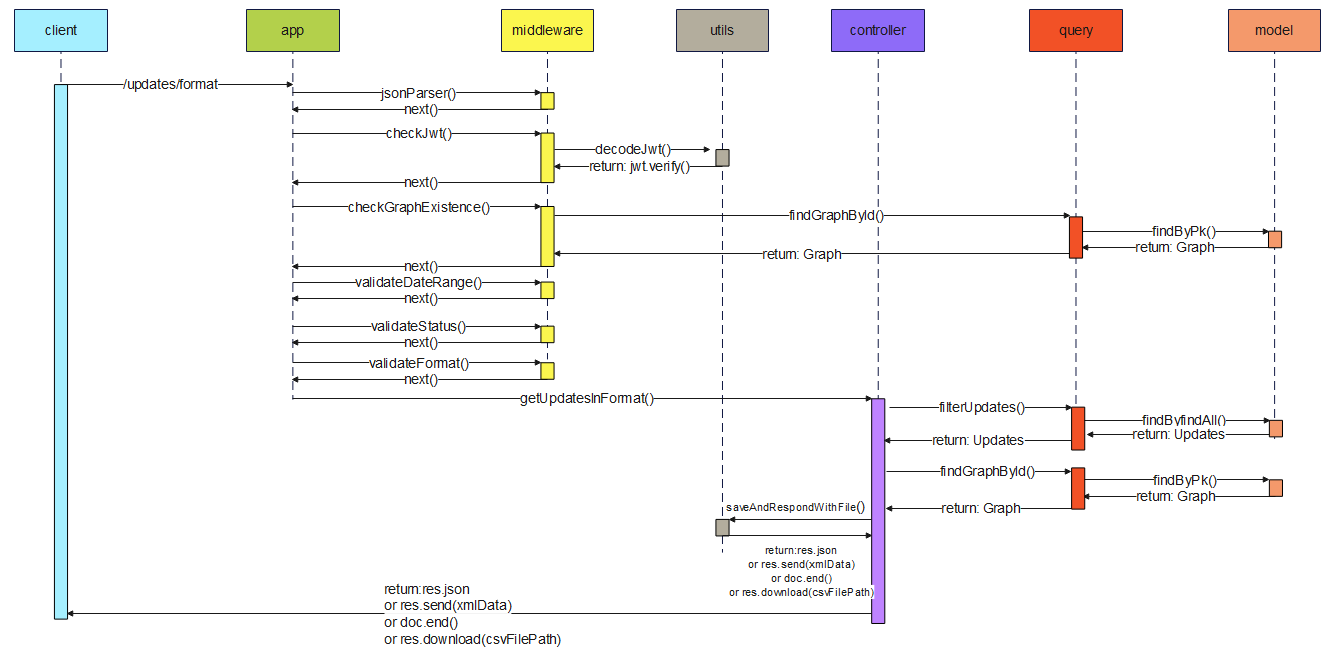 client
app
middleware
utils
controller
query
model
/updates/format
jsonParser()
next()
checkJwt()
decodeJwt()
return: jwt.verify()
next()
checkGraphExistence()
findGraphById()
findByPk()
return: Graph
return: Graph
next()
validateDateRange()
next()
validateStatus()
next()
validateFormat()
next()
getUpdatesInFormat()
filterUpdates()
findByfindAll()
return: Updates
return: Updates
findGraphById()
findByPk()
return: Graph
return: Graph
saveAndRespondWithFile()
return:res.json
or res.send(xmlData)
or doc.end()
or res.download(csvFilePath)
return:res.json
or res.send(xmlData)
or doc.end()
or res.download(csvFilePath)